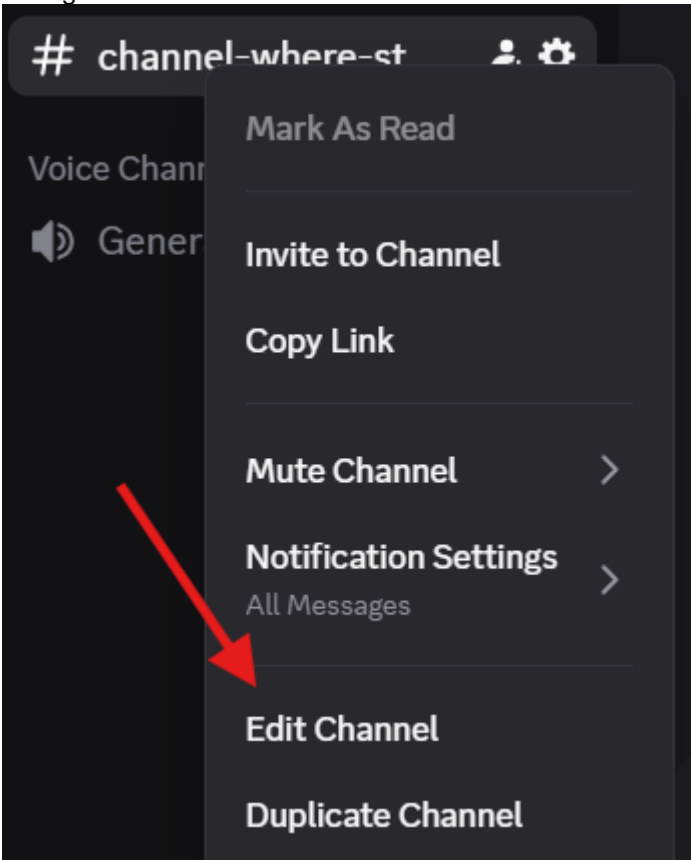 # channel-where-st
Mark As Read
Voice Chann
Invite to Channel
Gener
Copy Link
Mute Channel
Notification Settings
All Messages
Edit Channel
Duplicate Channel